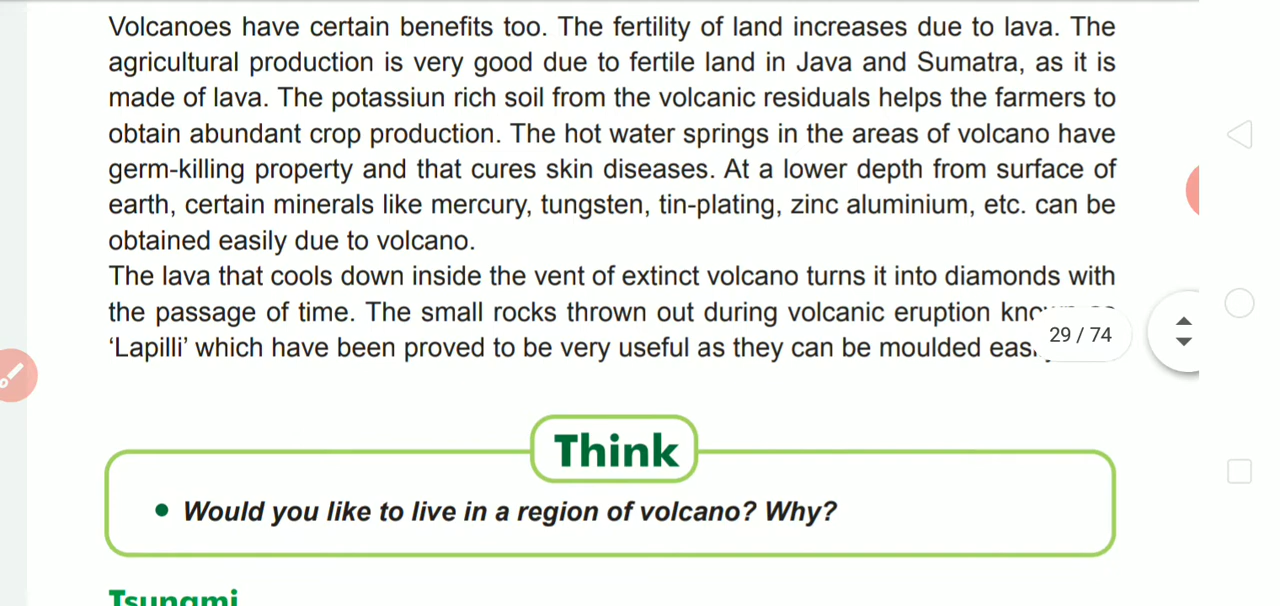 Volcanoes have certain benefits too. The fertility of land increases due to lava. The
agricultural production is very good due to fertile land in Java and Sumatra, as it is
made of lava. The potassiun rich soil from the volcanic residuals helps the farmers to
obtain abundant crop production. The hot water springs in the areas of volcano have
germ-killing property and that cures skin diseases. At a lower depth from surface of
earth, certain minerals like mercury, tungsten, tin-plating, zinc aluminium, etc. can be
obtained easily due to volcano.
The lava that cools down inside the vent of extinct volcano turns it into diamonds with
the passage of time. The small rocks thrown out during volcanic eruption
29 / 74
‘Lapilli’ which have been proved to be very useful as they can be moulded
Think
• Would you like to live in a region of volcano? Why?
Tsunami